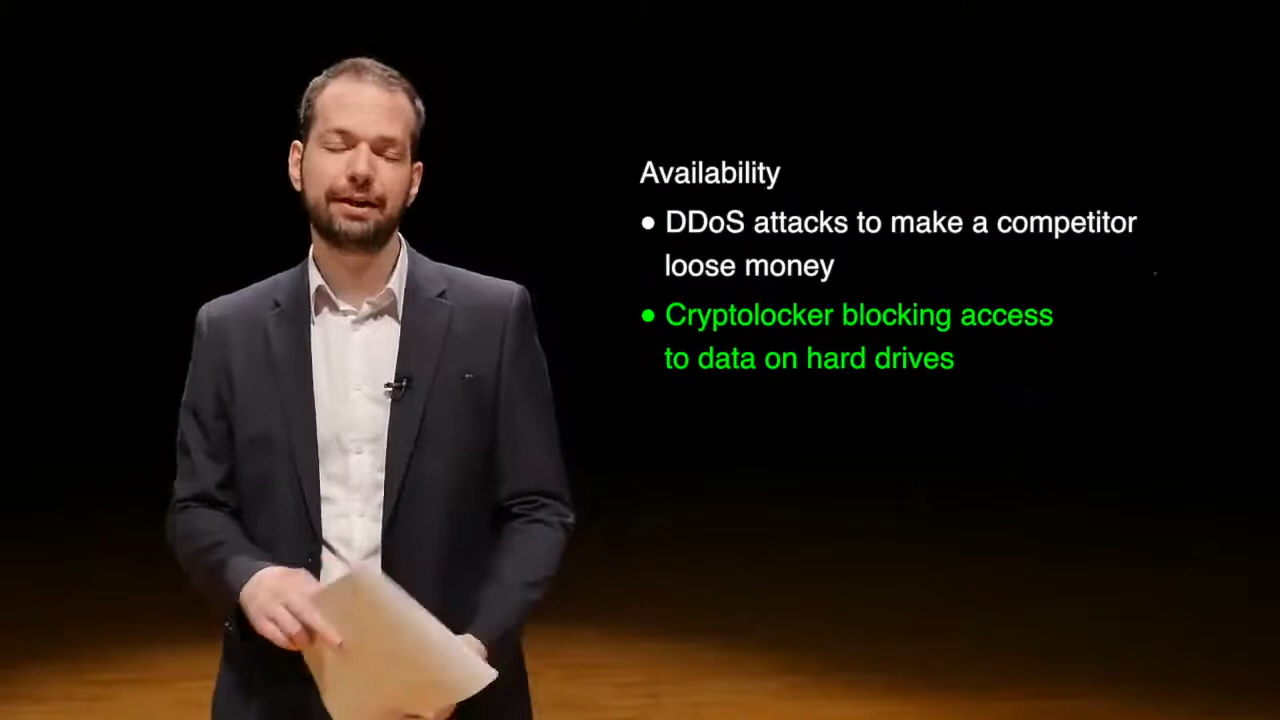 Availability
● DDoS attacks to make a competitor
loose money
● Cryptolocker blocking access
to data on hard drives